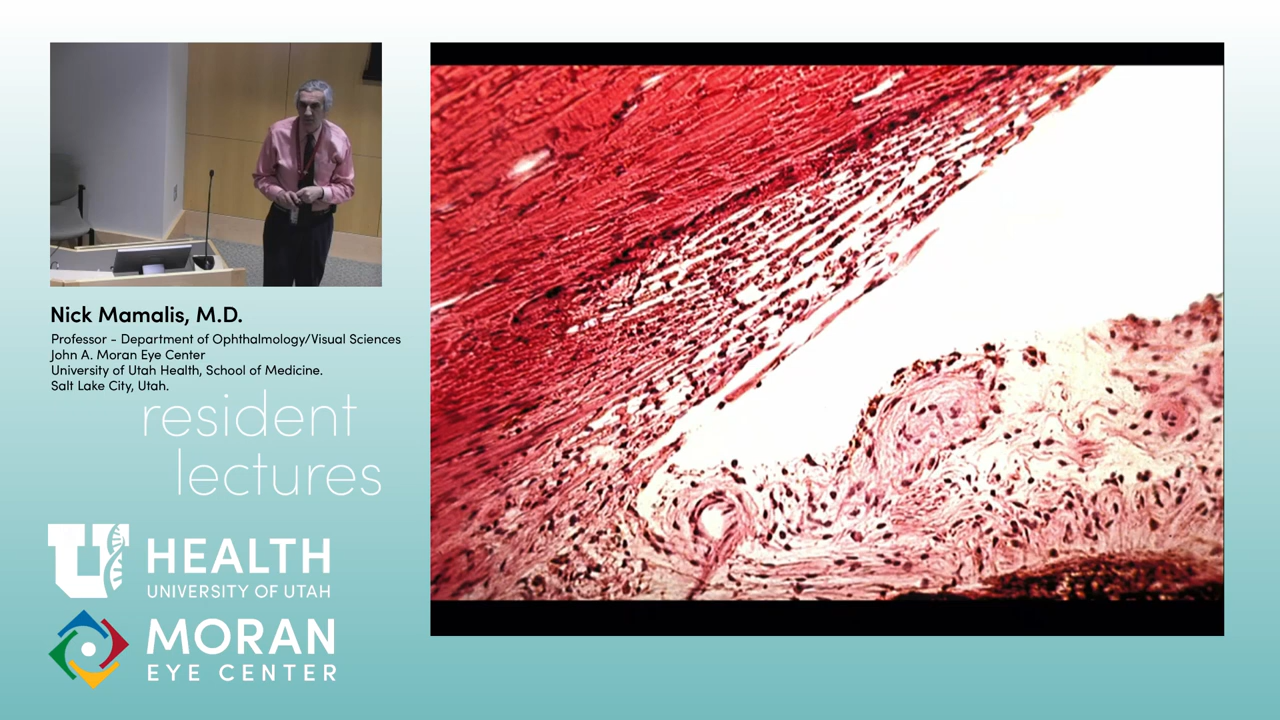 Nick Mamalis, M.D.
Professor - Department of Ophthalmology/Visual Sciences
John A. Moran Eye Center
University of Utah Health, School of Medicine.
Salt Lake City, Utah.
resident
lectures
U HEALTH
UNIVERSITY OF UTAH
MORAN
EYE CENTER